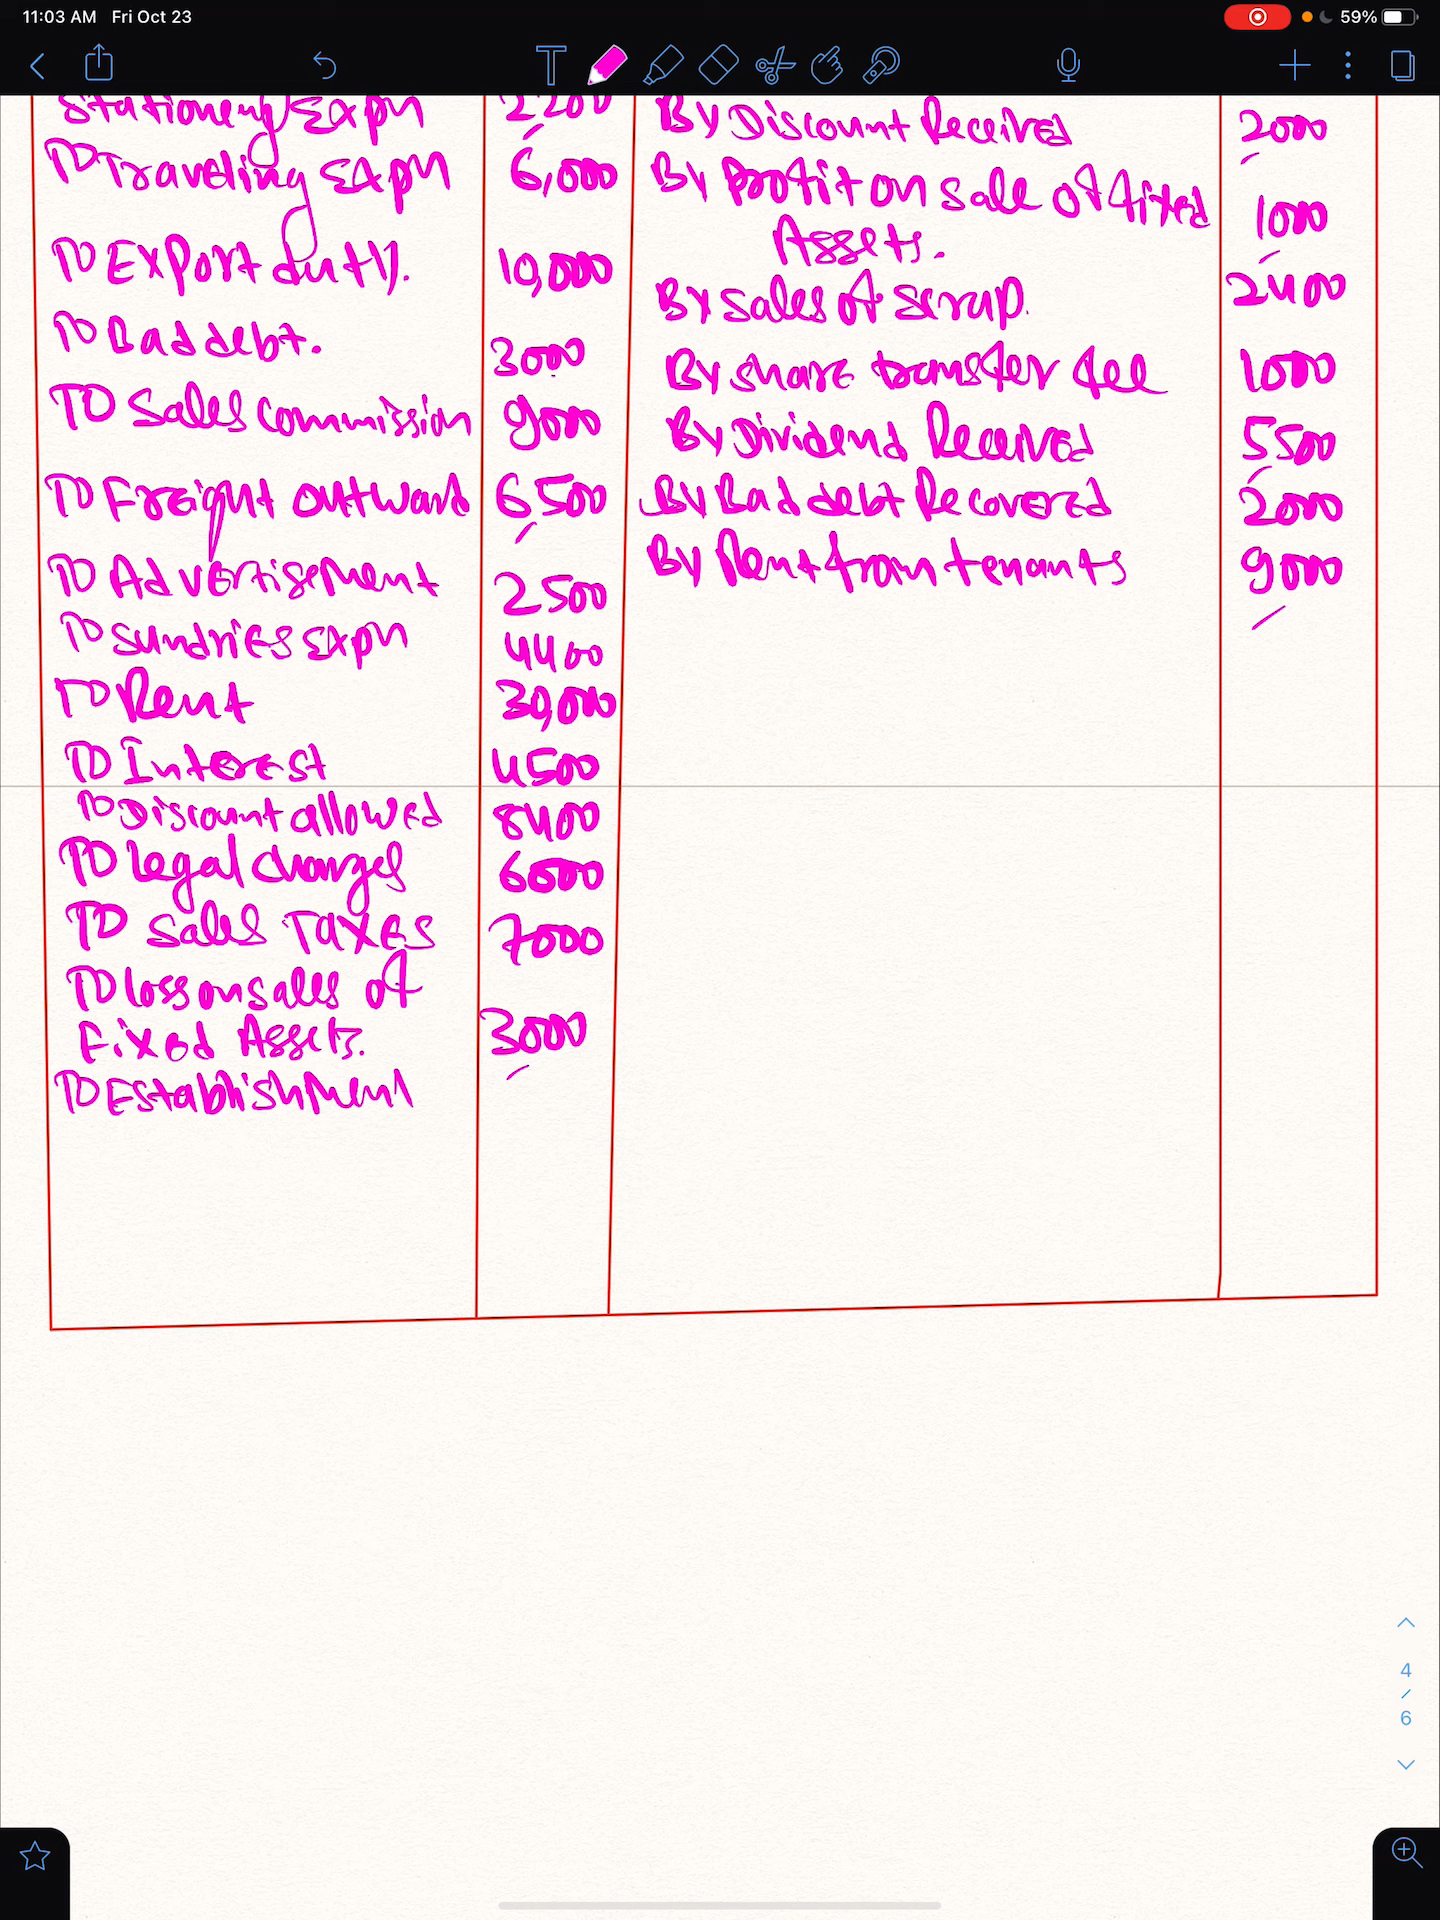 11:03 AM Fri Oct 23
59%
Stationery Expn 2200
TO Traveling Expn 6,000
TO Export duty. 10,000
TO Bad debt. 3000
TO Sales commission 9000
TO Freight outward 6,500
TO Advertisement 2500
TO Sundries Expn 4400
TO Rent 30,000
TO Interest 4500
TO Discount allowed 8400
TO legal charges 6000
TO Sales Taxes 7000
TO loss on sales of
Fixed Assets. 3000
TO Establishment
By Discount Received 2000
By Profit on Sale of fixed
Assets. 1000
By Sales of Scrap. 2400
By share transfer fee 1000
By Dividend Received 5500
By Bad debt Recovered 2000
By Rent from tenants 9000
4
/
6